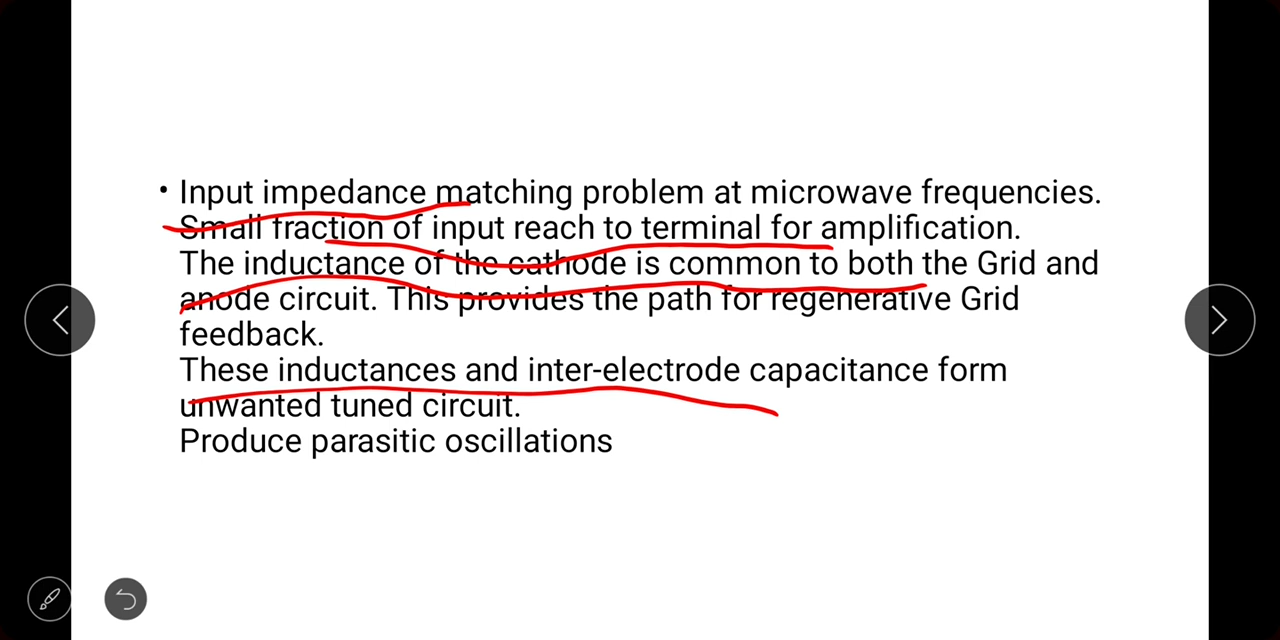 • Input impedance matching problem at microwave frequencies.
Small fraction of input reach to terminal for amplification.
The inductance of the cathode is common to both the Grid and
anode circuit. This provides the path for regenerative Grid
feedback.
These inductances and inter-electrode capacitance form
unwanted tuned circuit.
Produce parasitic oscillations